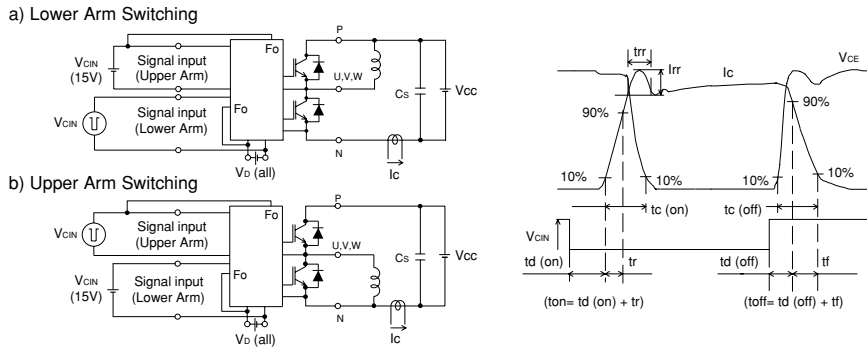 a) Lower Arm Switching
P
Fo
VCIN
(15V)
Signal input
(Upper Arm)
U,V,W
CS
VCC
Signal input
(Lower Arm)
Fo
VCIN
N
VD (all)
Ic
b) Upper Arm Switching
P
Fo
VCIN
Signal input
(Upper Arm)
U,V,W
CS
VCC
VCIN
(15V)
Signal input
(Lower Arm)
Fo
N
VD (all)
Ic
trr
Irr
Ic
VCE
90%
90%
10%
10%
10%
10%
tc (on)
tc (off)
VCIN
td (on)
tr
td (off)
tf
(ton= td (on) + tr)
(toff= td (off) + tf)